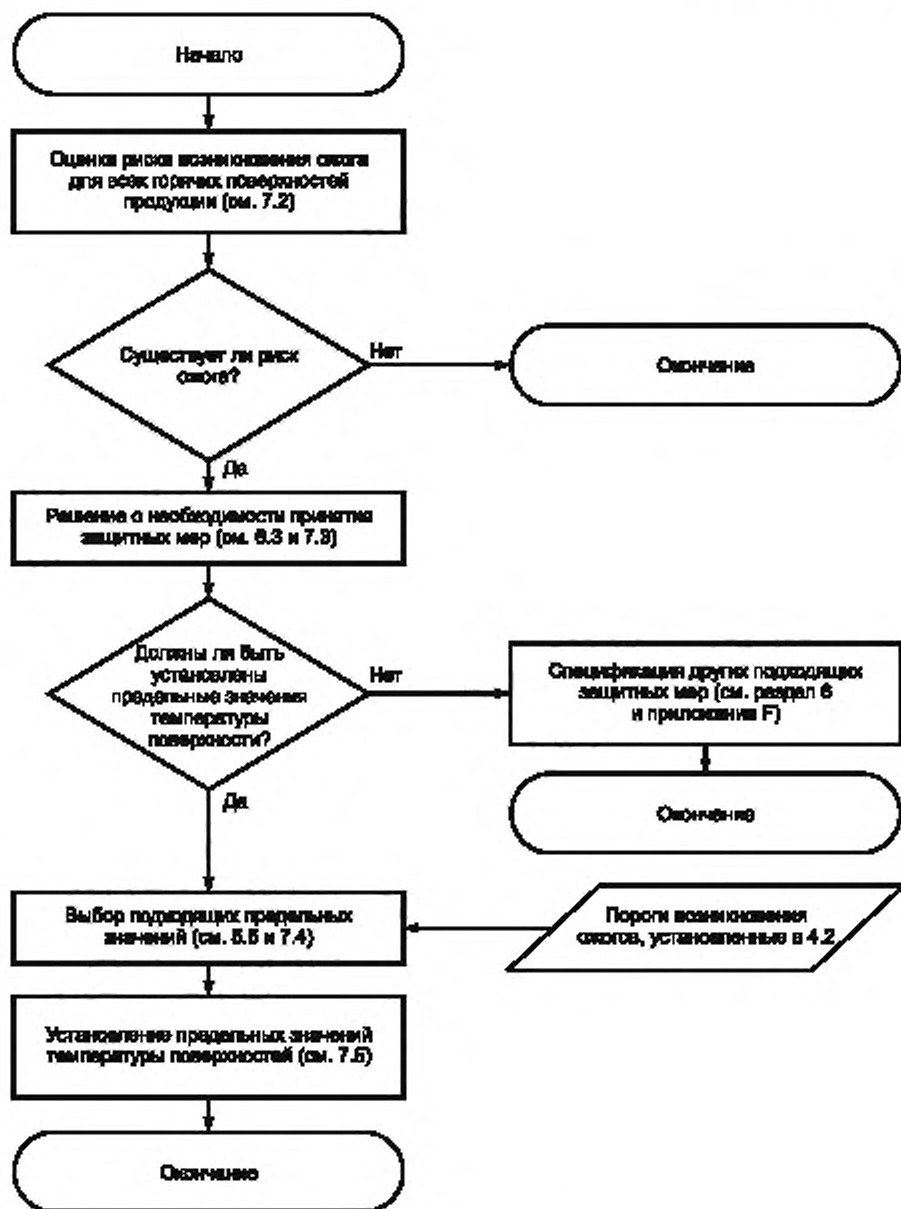 Начало
Оценка риска возникновения ожога
для всех горячих поверхностей
продукции (см. 7.2)
Существует ли риск
ожога?
Нет
Окончание
Да
Решение о необходимости принятия
защитных мер (см. 6.3 и 7.3)
Должны ли быть
установлены
предельные значения
температуры
поверхности?
Нет
Спецификация других подходящих
защитных мер (см. раздел 6
и приложение F)
Окончание
Да
Выбор подходящих предельных
значений (см. 5.5 и 7.4)
Пороги возникновения
ожогов, установленные в 4.2
Установление предельных значений
температуры поверхностей (см. 7.5)
Окончание